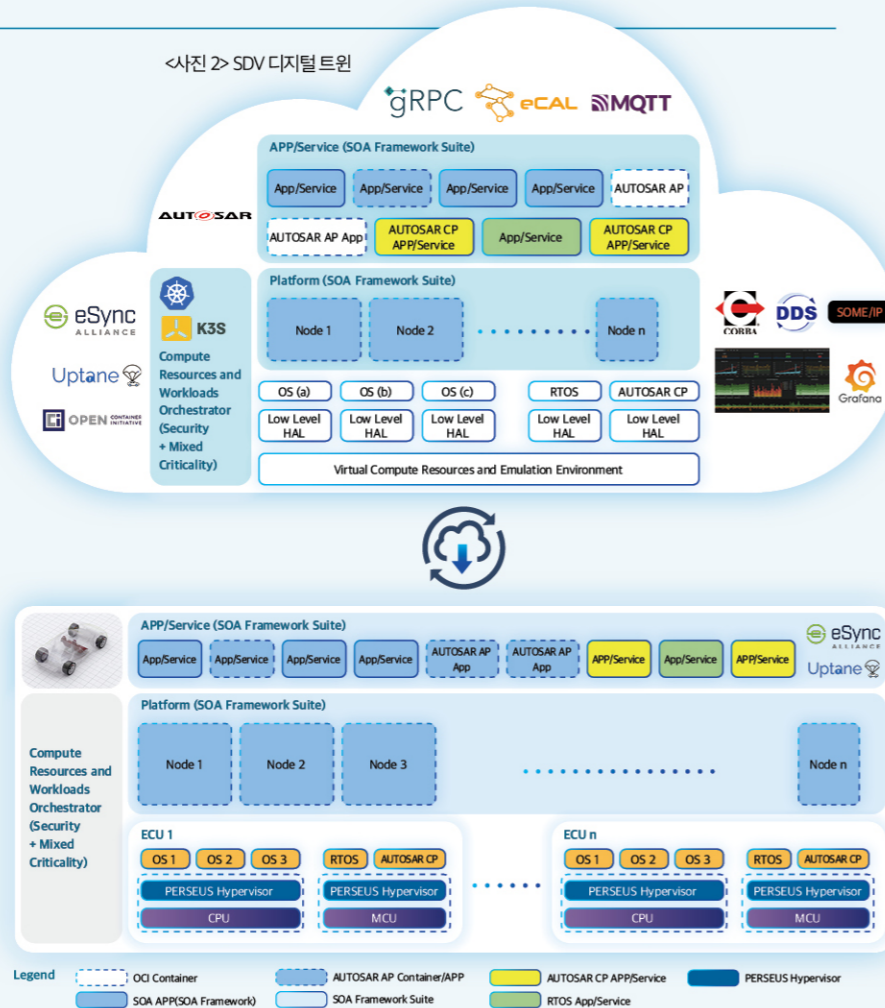 <사진 2> SDV 디지털 트윈
gRPC eCAL MQTT
APP/Service (SOA Framework Suite)
App/Service App/Service App/Service App/Service AUTOSAR AP
AUTOSAR
AUTOSAR AP App
AUTOSAR CP
APP/Service
App/Service
AUTOSAR CP
APP/Service
eSync
ALLIANCE
Uptane
OPEN CONTAINER
INITIATIVE
K3S
Compute
Resources and
Workloads
Orchestrator
(Security
+ Mixed
Criticality)
Platform (SOA Framework Suite)
Node 1 Node 2 Node n
OS (a) OS (b) OS (c) RTOS AUTOSAR CP
Low Level
HAL
Low Level
HAL
Low Level
HAL
Low Level
HAL
Low Level
HAL
Virtual Compute Resources and Emulation Environment
CORBA
DDS
SOME/IP
Grafana
APP/Service (SOA Framework Suite)
App/Service App/Service App/Service App/Service
AUTOSAR AP
App
AUTOSAR AP
App
APP/Service App/Service APP/Service
eSync
ALLIANCE
Uptane
Compute
Resources and
Workloads
Orchestrator
(Security
+ Mixed
Criticality)
Platform (SOA Framework Suite)
Node 1 Node 2 Node 3 Node n
ECU 1
OS 1 OS 2 OS 3 RTOS AUTOSAR CP
PERSEUS Hypervisor PERSEUS Hypervisor
CPU MCU
ECU n
OS 1 OS 2 OS 3 RTOS AUTOSAR CP
PERSEUS Hypervisor PERSEUS Hypervisor
CPU MCU
Legend
OCI Container
AUTOSAR AP Container/APP
AUTOSAR CP APP/Service
PERSEUS Hypervisor
SOA APP(SOA Framework)
SOA Framework Suite
RTOS App/Service